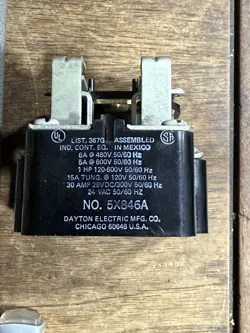 UL LIST. 367G ASSEMBLED SA
IND. CONT. EQ. IN MEXICO
6A @ 480V 50/60 Hz
5A @ 600V 50/60 Hz
1 HP 120-600V 50/60 Hz
15A TUNG. @ 120V 50/60 Hz
30 AMP 28VDC/300V 50/60 Hz
24 VAC 50/60 HZ
NO. 5X846A
DAYTON ELECTRIC MFG. CO.
CHICAGO 60648 U.S.A.